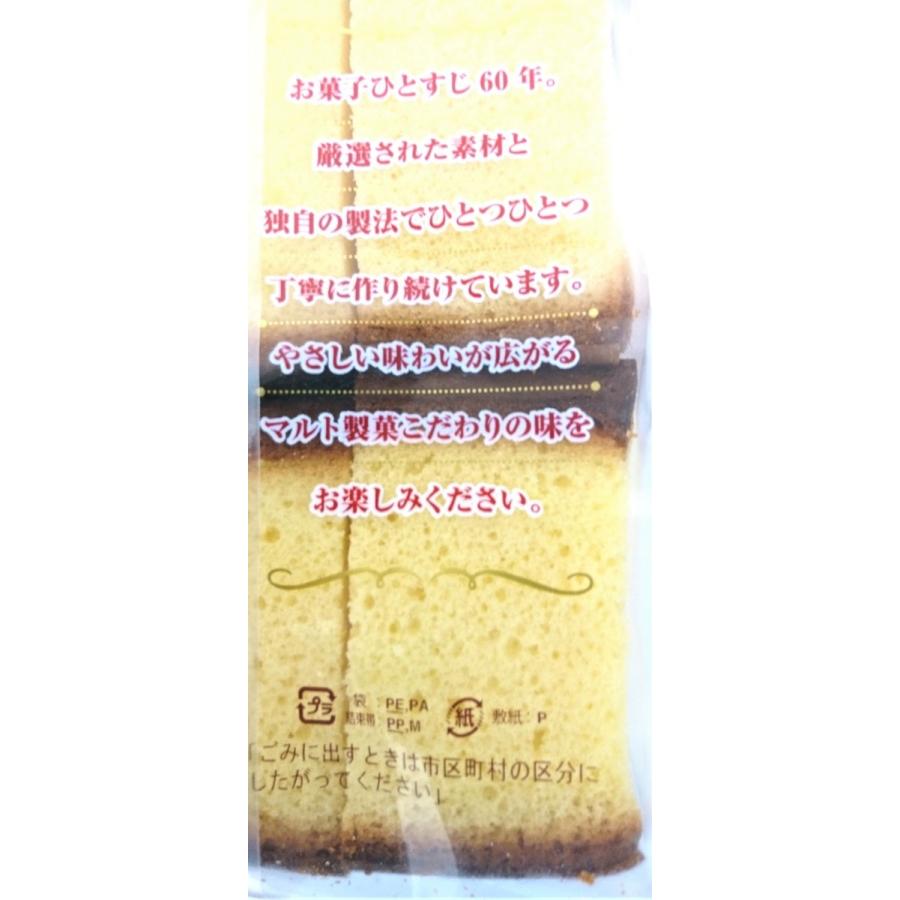 お菓子ひとすじ60年。
厳選された素材と
独自の製法でひとつひとつ
丁寧に作り続けています。
やさしい味わいが広がる
マルト製菓こだわりの味を
お楽しみください。
プラ 袋：PE,PA 紙 敷紙：P
結束帯：PP,M
「ごみに出すときは市区町村の区分に
したがってください」